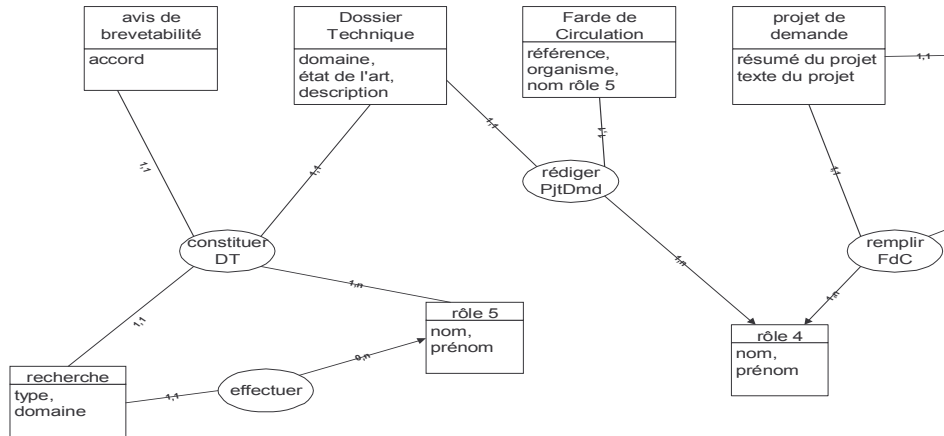 avis de
brevetabilité
accord
Dossier
Technique
domaine,
état de l'art,
description
Farde de
Circulation
référence,
organisme,
nom rôle 5
projet de
demande
résumé du projet
texte du projet
1,1
1,1
1,1
1,1
1,1
1,1
rédiger
PjtDmd
constituer
DT
remplir
FdC
1,n
1,n
1,n
1,1
rôle 5
nom,
prénom
rôle 4
nom,
prénom
0,n
recherche
type,
domaine
1,1
effectuer